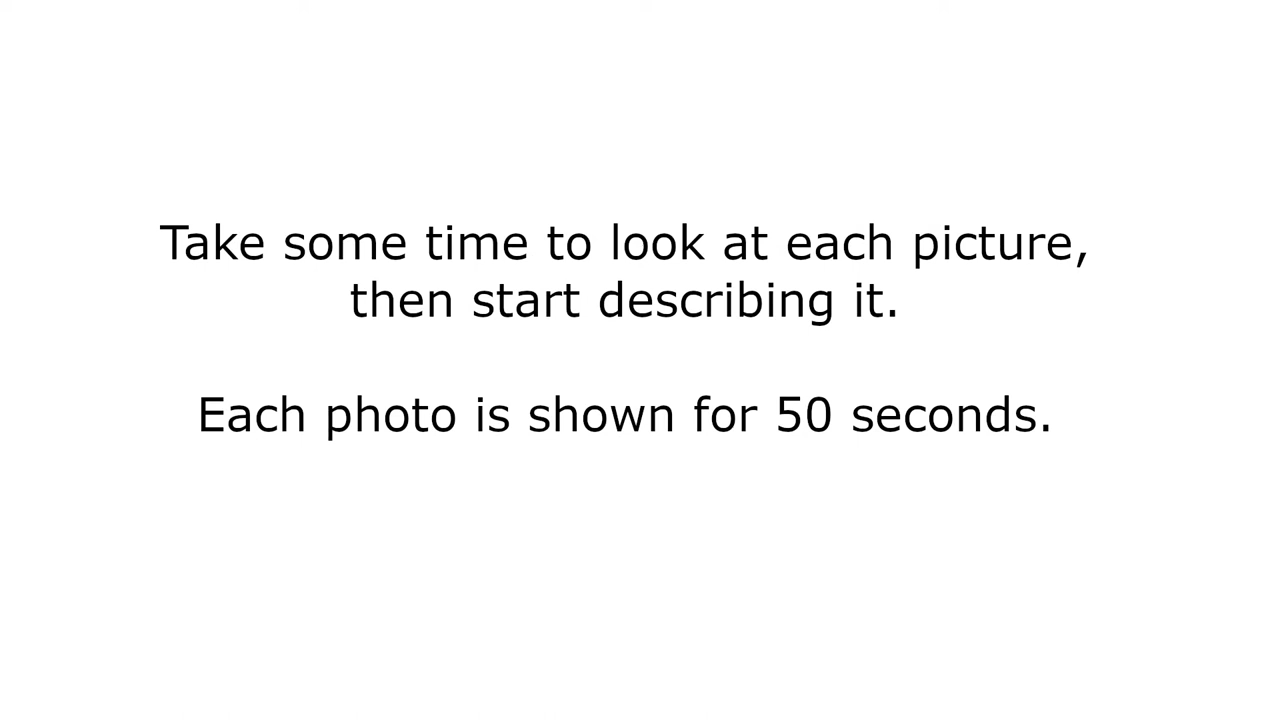 Take some time to look at each picture,
then start describing it.
Each photo is shown for 50 seconds.